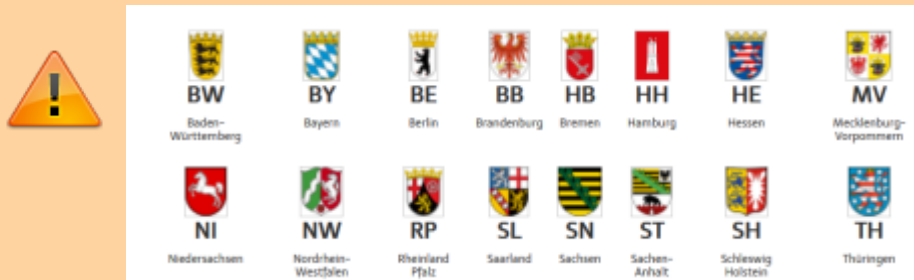 BW BY BE BB HB HH HE MV
Baden- Bayern Berlin Brandenburg Bremen Hamburg Hessen Mecklenburg-
Württemberg Vorpommern
NI NW RP SL SN ST SH TH
Niedersachsen Nordrhein- Rheinland Saarland Sachsen Sachen- Schleswig Thüringen
Westfalen Pfalz Anhalt Holstein